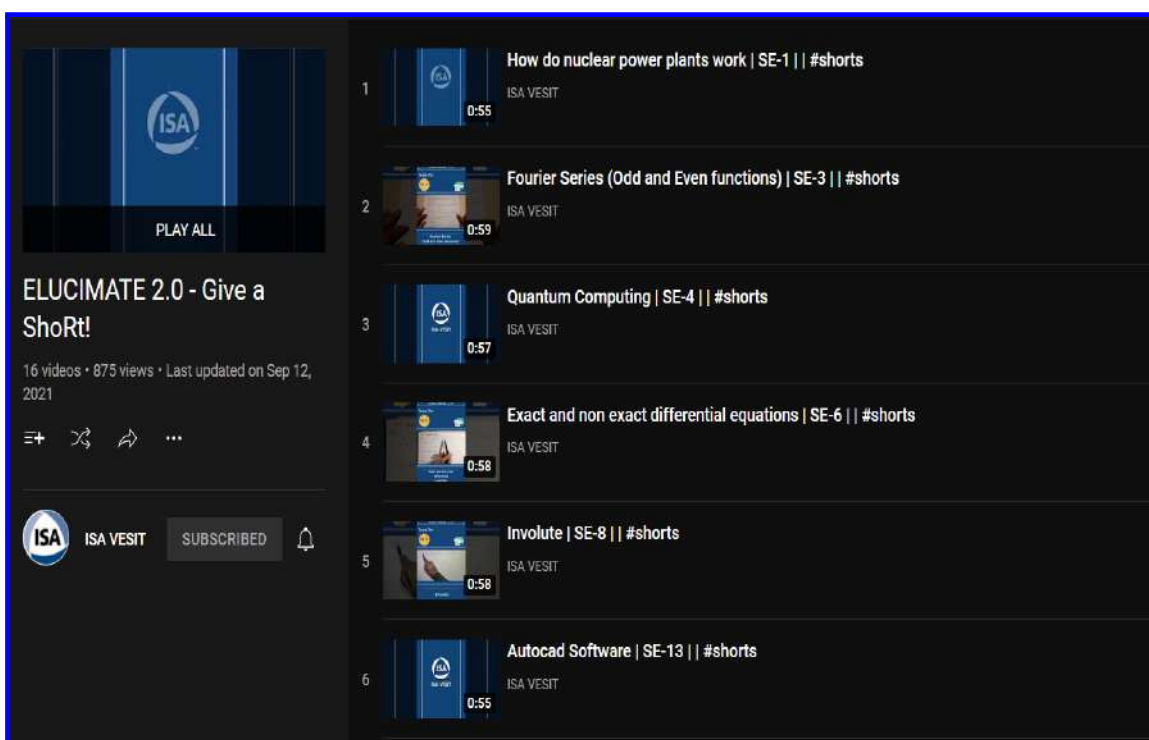 ISA
PLAY ALL
ELUCIMATE 2.0 - Give a
ShoRt!
16 videos • 875 views • Last updated on Sep 12,
2021
ISA
ISA VESIT
SUBSCRIBED
1
ISA
0:55
How do nuclear power plants work | SE-1 | | #shorts
ISA VESIT
2
0:59
Fourier Series (Odd and Even functions) | SE-3 | | #shorts
ISA VESIT
3
ISA
0:57
Quantum Computing | SE-4 | | #shorts
ISA VESIT
4
0:58
Exact and non exact differential equations | SE-6 | | #shorts
ISA VESIT
5
0:58
Involute | SE-8 | | #shorts
ISA VESIT
6
ISA
0:55
Autocad Software | SE-13 | | #shorts
ISA VESIT